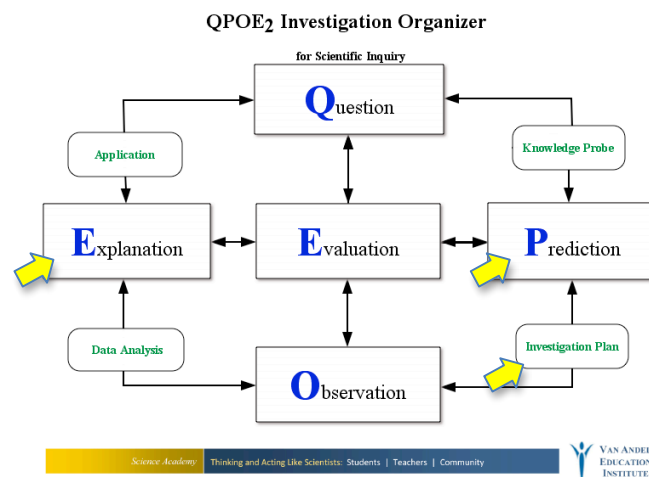 QPOE2 Investigation Organizer
for Scientific Inquiry
Question
Application
Knowledge Probe
Explanation
Evaluation
Prediction
Data Analysis
Investigation Plan
Observation
Science Academy Thinking and Acting Like Scientists: Students | Teachers | Community
VAN ANDEL
EDUCATION
INSTITUTE